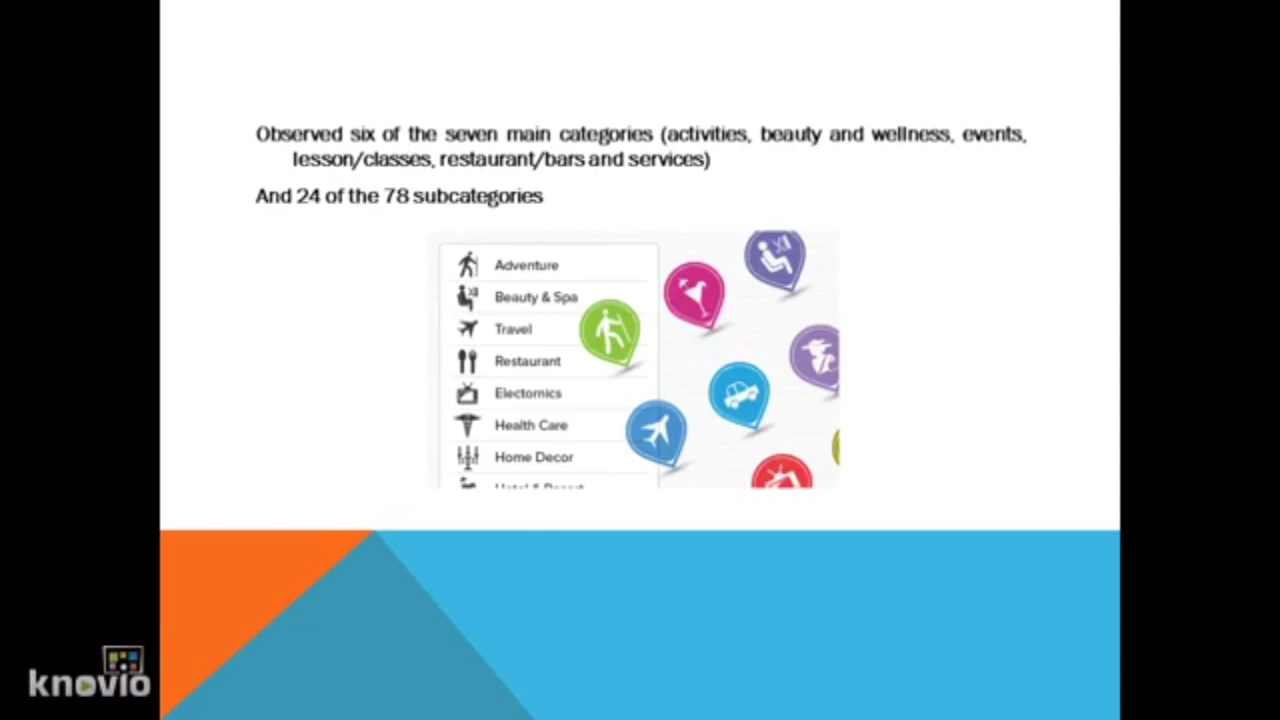 Observed six of the seven main categories (activities, beauty and wellness, events,
lesson/classes, restaurant/bars and services)
And 24 of the 78 subcategories
Adventure
Beauty & Spa
Travel
Restaurant
Electornics
Health Care
Home Decor
knovio